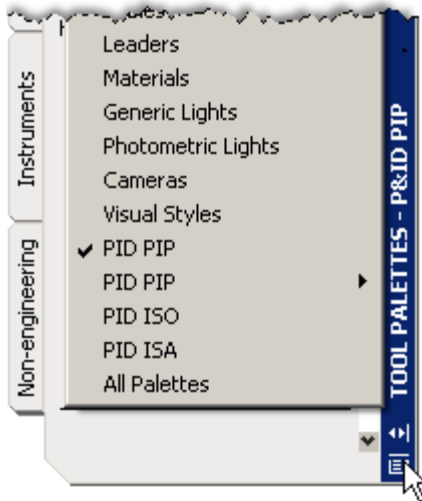 Leaders
Materials
Generic Lights
Photometric Lights
Cameras
Visual Styles
PID PIP
PID PIP
PID ISO
PID ISA
All Palettes
Instruments
Non-engineering
TOOL PALETTES - P&ID PIP